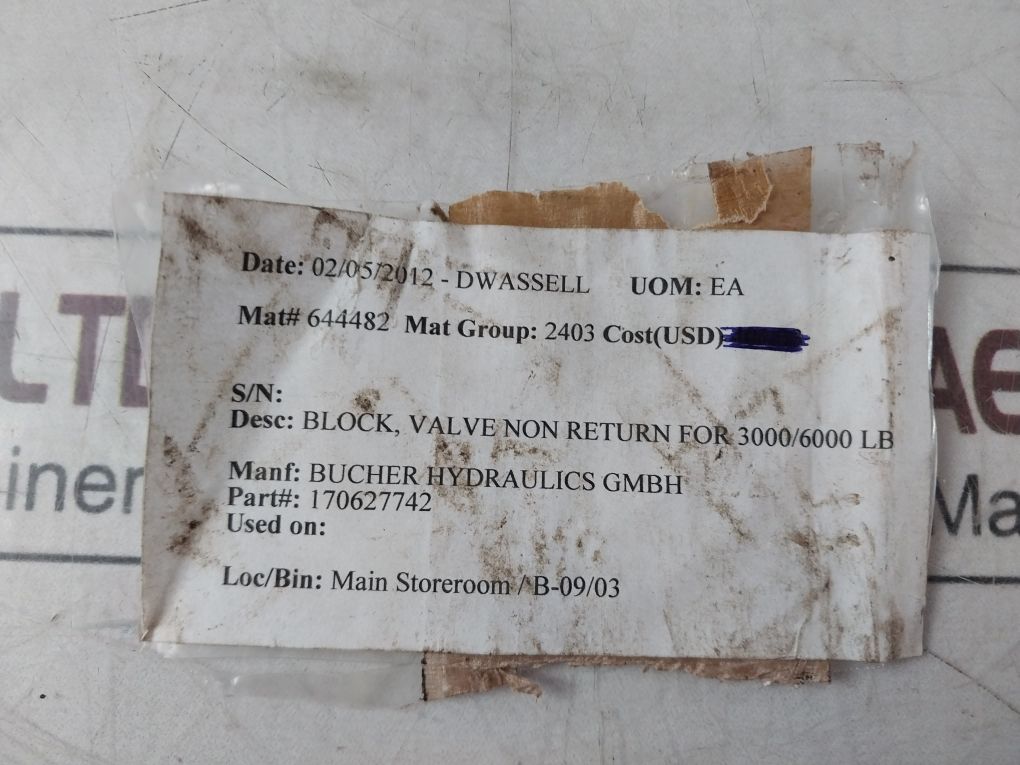 Date: 02/05/2012 - DWASSELL UOM: EA
Mat# 644482 Mat Group: 2403 Cost(USD)
S/N:
Desc: BLOCK, VALVE NON RETURN FOR 3000/6000 LB
Manf: BUCHER HYDRAULICS GMBH
Part#: 170627742
Used on:
Loc/Bin: Main Storeroom / B-09/03